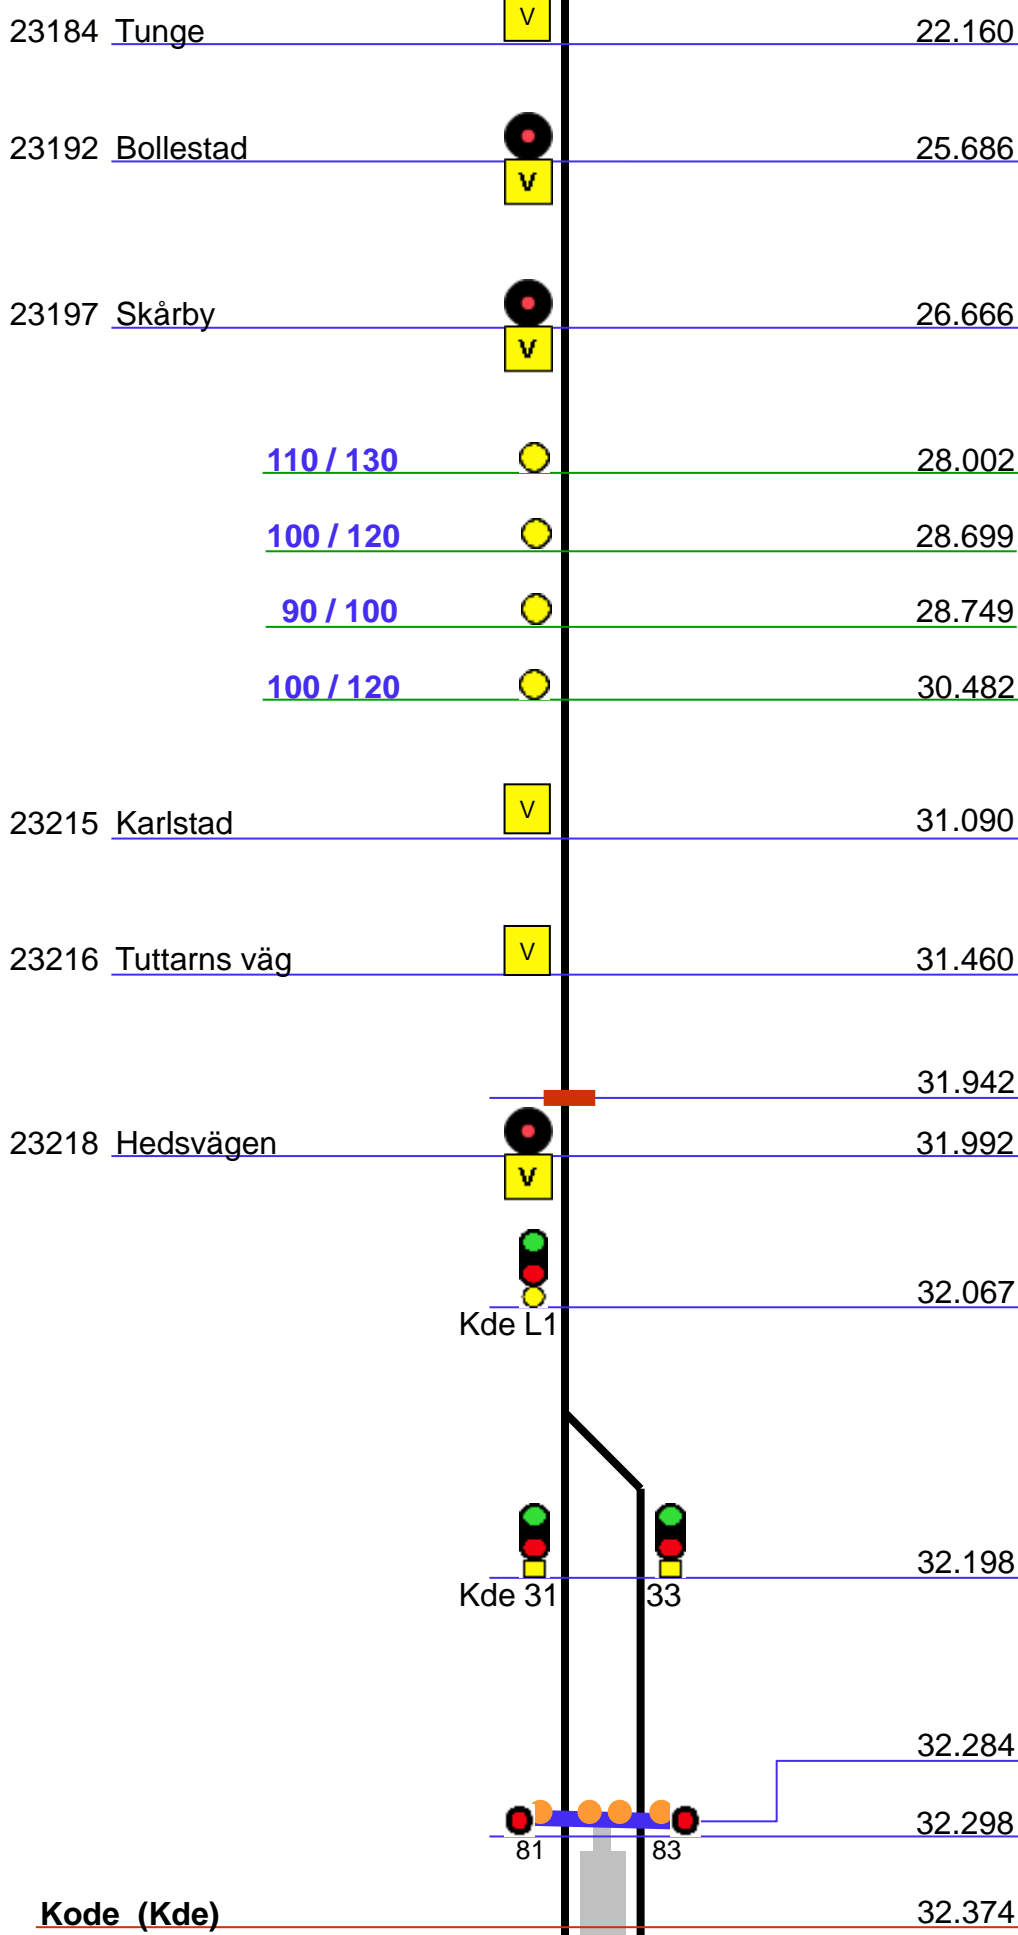 23184 Tunge V 22.160
23192 Bollestad 25.686
V
23197 Skårby 26.666
V
110 / 130 28.002
100 / 120 28.699
90 / 100 28.749
100 / 120 30.482
23215 Karlstad V 31.090
23216 Tuttarns väg V 31.460
31.942
23218 Hedsvägen 31.992
V
32.067
Kde L1
32.198
Kde 31 33
32.284
32.298
81 83
Kode (Kde) 32.374